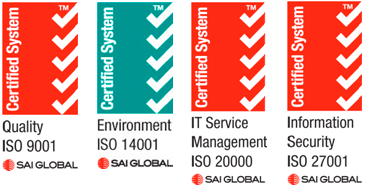 Certified System TM
Quality
ISO 9001
SAI GLOBAL
Certified System TM
Environment
ISO 14001
SAI GLOBAL
Certified System TM
IT Service
Management
ISO 20000
SAI GLOBAL
Certified System TM
Information
Security
ISO 27001
SAI GLOBAL